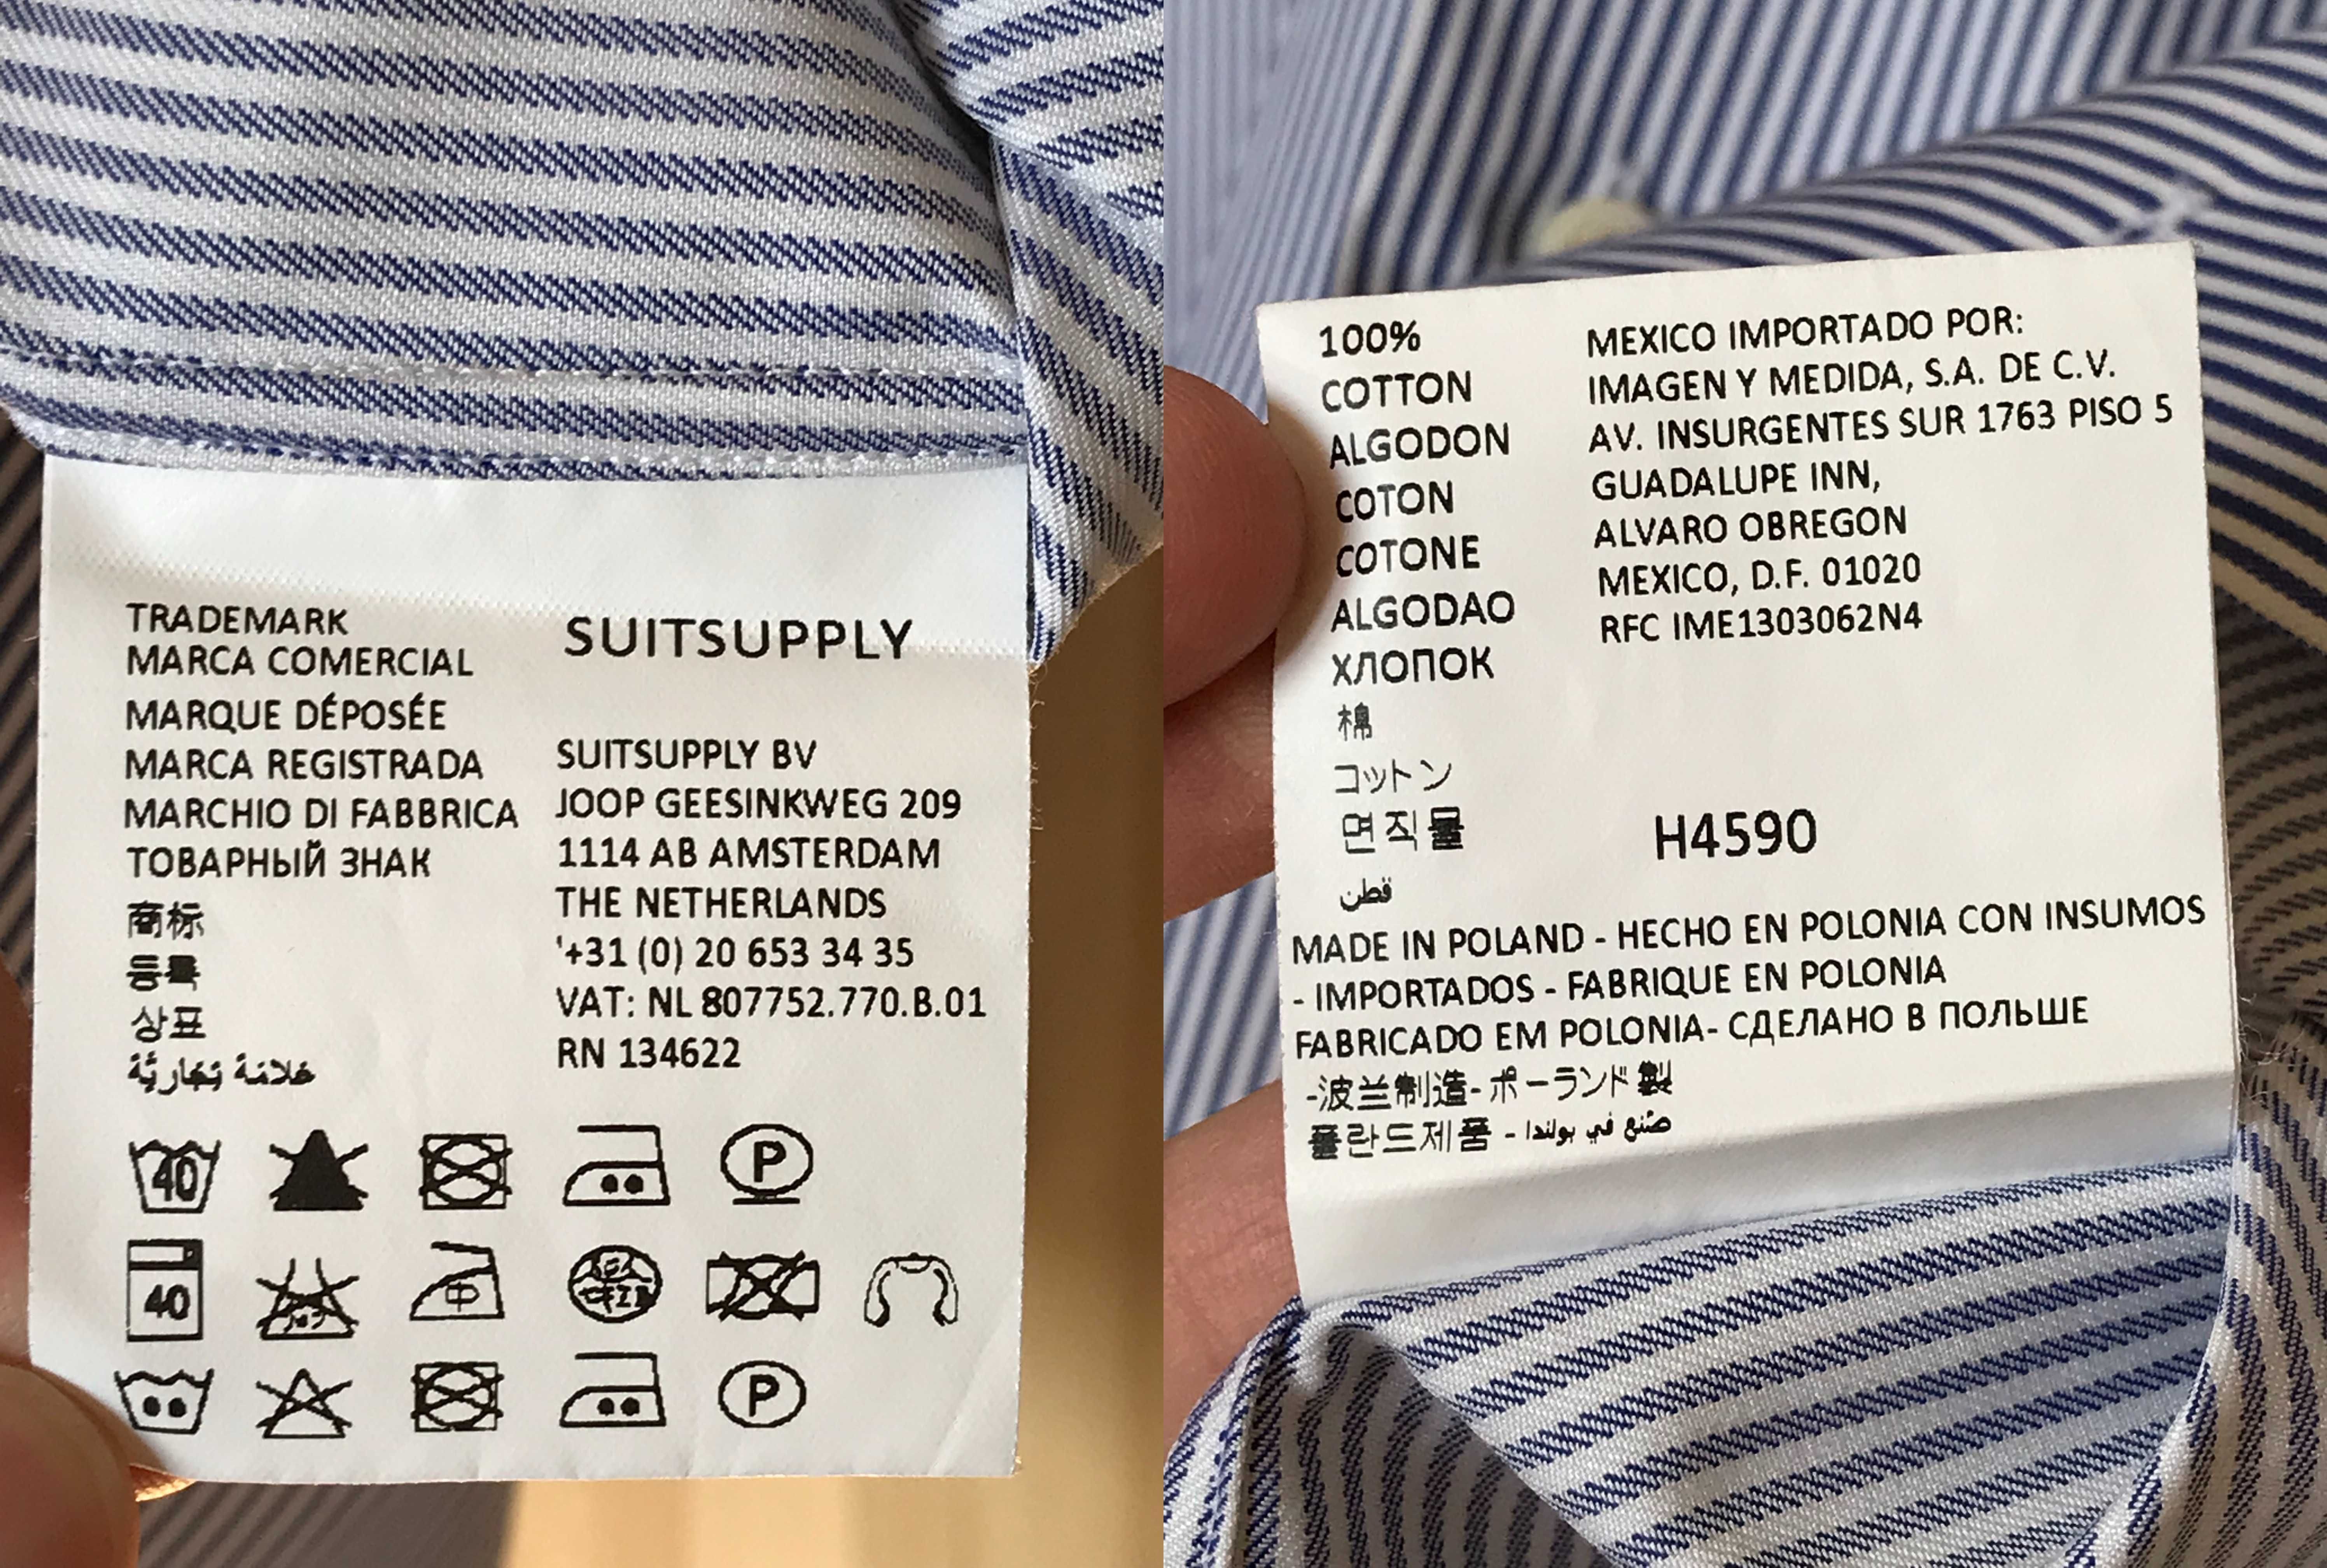 TRADEMARK
MARCA COMERCIAL
MARQUE DÉPOSÉE
MARCA REGISTRADA
MARCHIO DI FABBRICA
ТОВАРНЫЙ ЗНАК
商标
등록
상표
SUITSUPPLY
SUITSUPPLY BV
JOOP GEESINKWEG 209
1114 AB AMSTERDAM
THE NETHERLANDS
'+31 (0) 20 653 34 35
VAT: NL 807752.770.B.01
RN 134622
40
P
40
P
100%
COTTON
ALGODON
COTON
COTONE
ALGODAO
ХЛОПОК
棉
コットン
면직물
قطن
MEXICO IMPORTADO POR:
IMAGEN Y MEDIDA, S.A. DE C.V.
AV. INSURGENTES SUR 1763 PISO 5
GUADALUPE INN,
ALVARO OBREGON
MEXICO, D.F. 01020
RFC IME1303062N4
H4590
MADE IN POLAND - HECHO EN POLONIA CON INSUMOS
- IMPORTADOS - FABRIQUE EN POLONIA
FABRICADO EM POLONIA- СДЕЛАНО В ПОЛЬШЕ
-波兰制造- ポーランド製
폴란드제품 - صُنع في بولندا